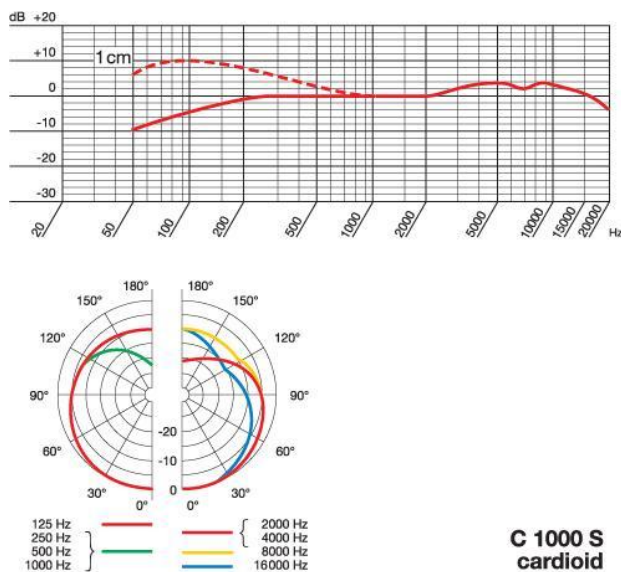 dB +20
+10
1 cm
0
-10
-20
-30
20 50 100 200 500 1000 2000 5000 10000 15000 20000 Hz
180° 180°
150° 150°
120° 120°
90° 90°
60° 60°
-20
-10
30° 0 30°
0° 0°
125 Hz 2000 Hz
250 Hz 4000 Hz
500 Hz 8000 Hz
1000 Hz 16000 Hz
C 1000 S
cardioid